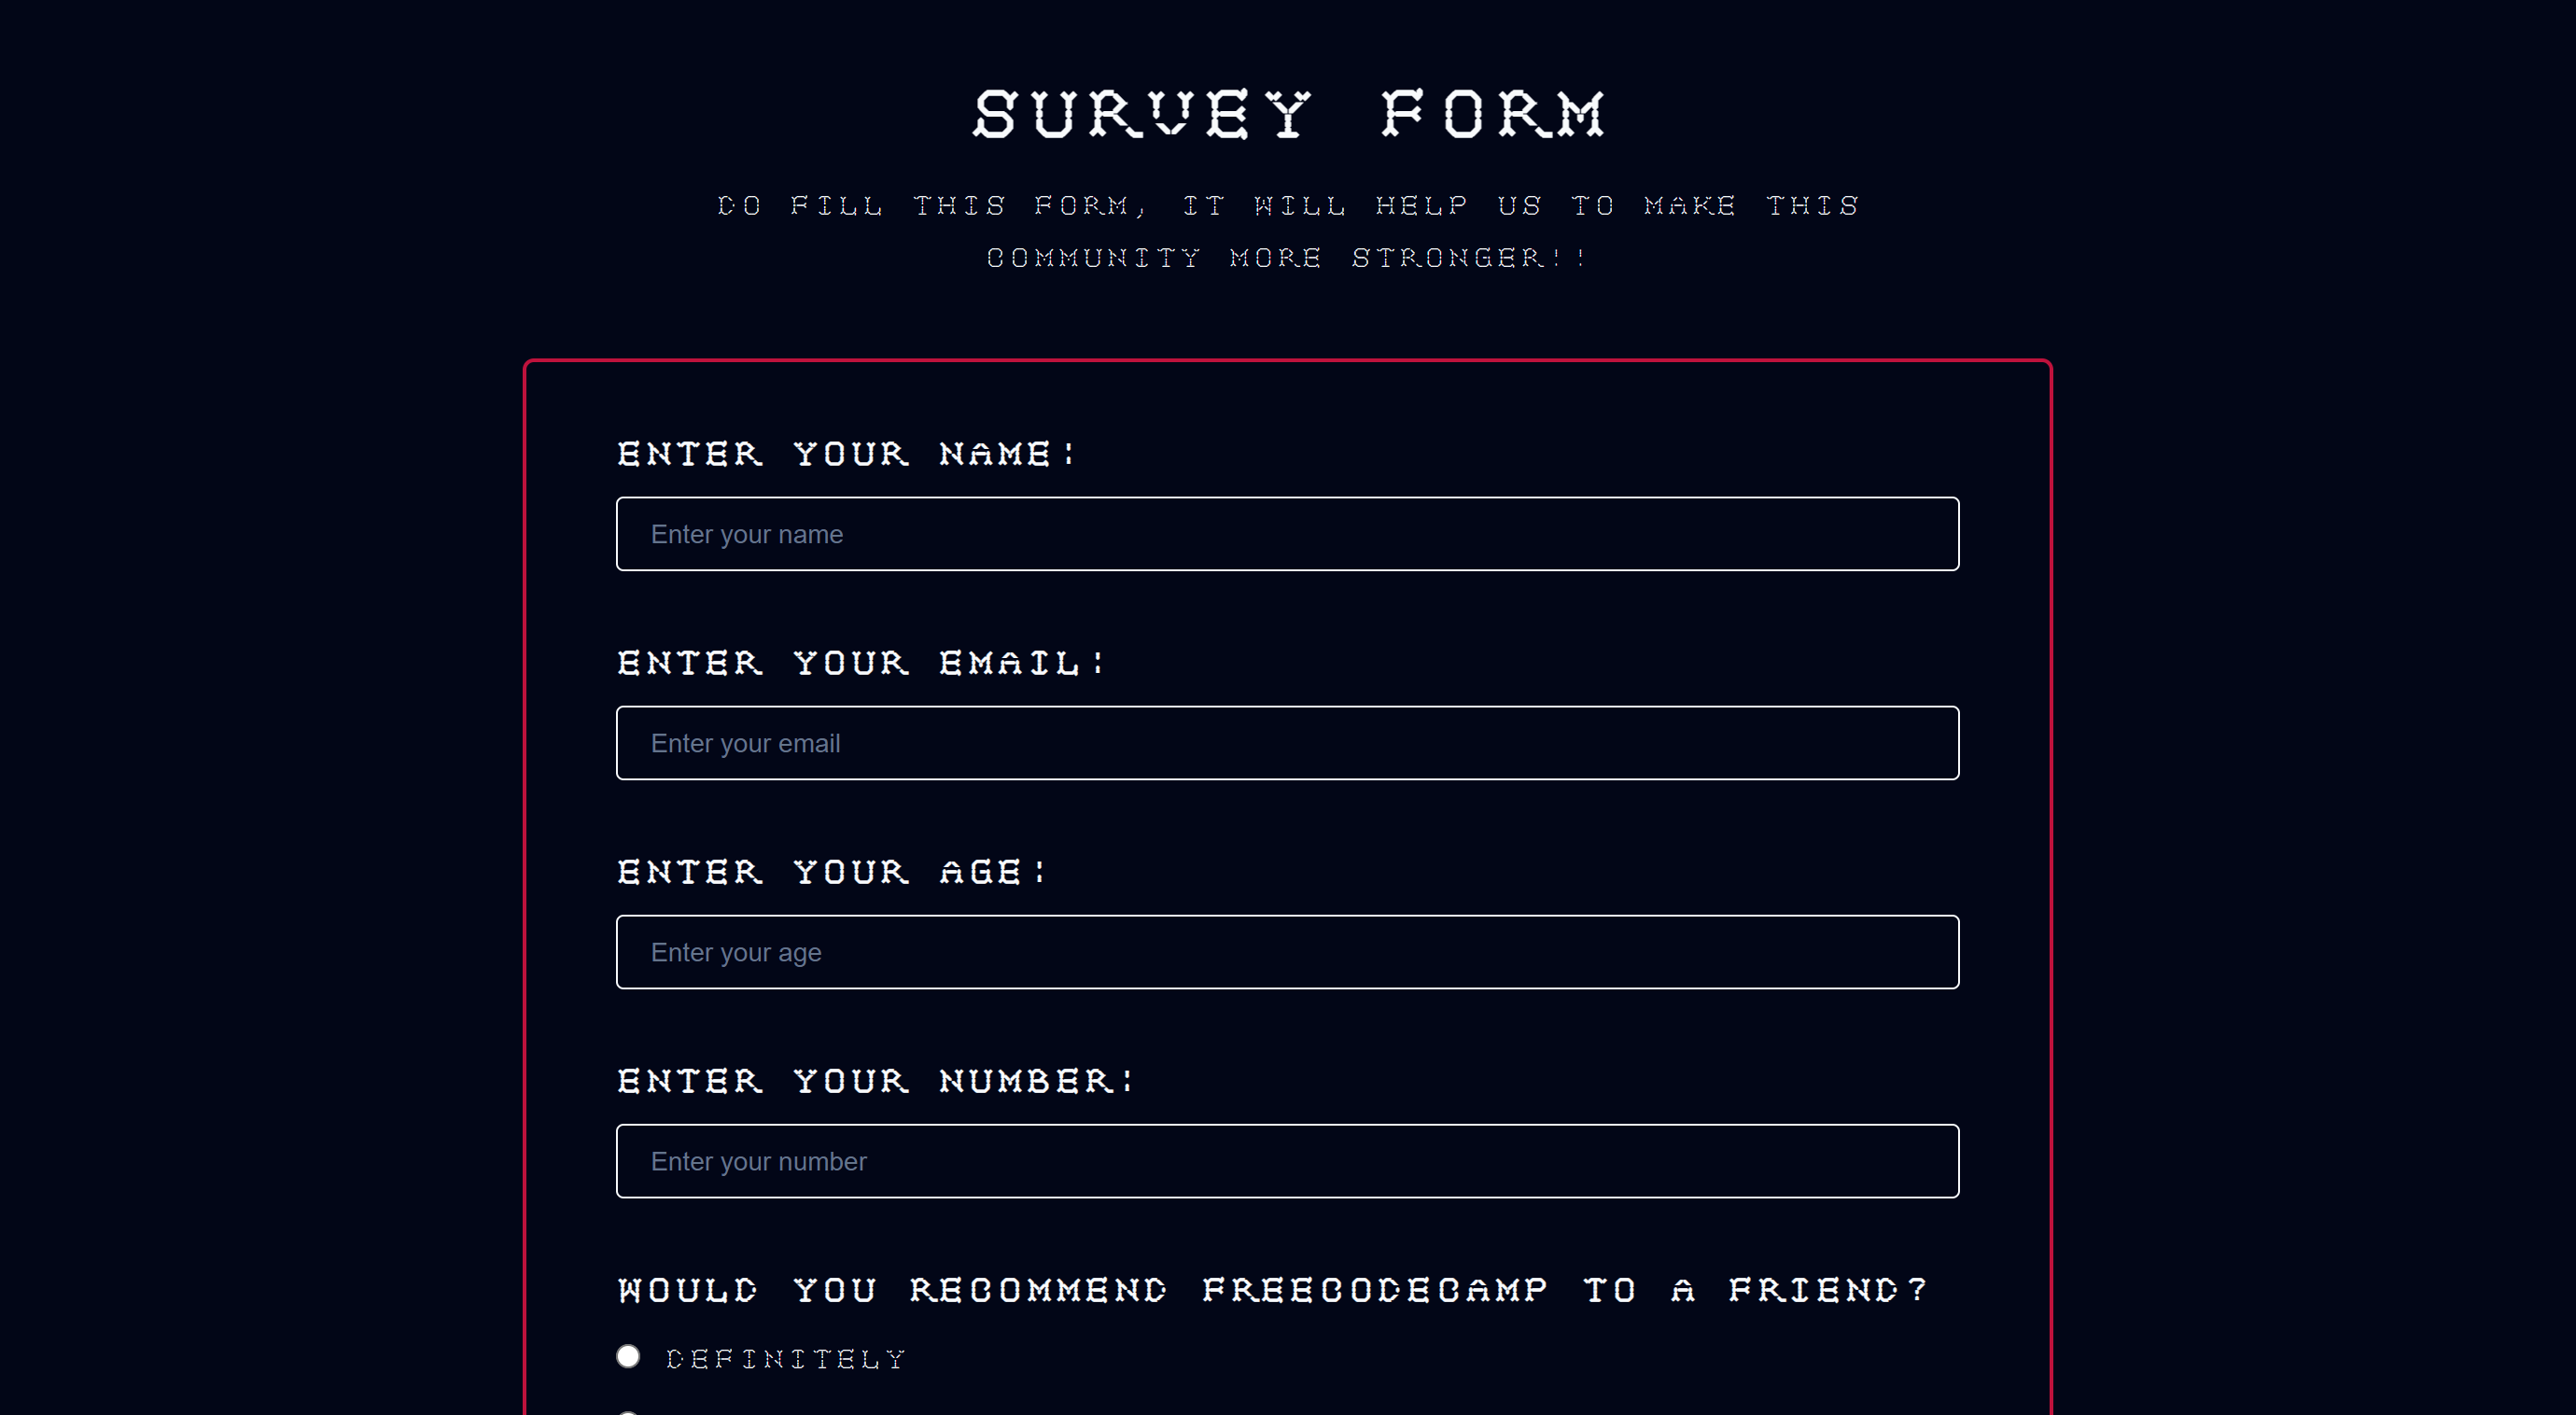 SURVEY FORM
DO FILL THIS FORM, IT WILL HELP US TO MAKE THIS
COMMUNITY MORE STRONGER!!
ENTER YOUR NAME:
Enter your name
ENTER YOUR EMAIL:
Enter your email
ENTER YOUR AGE:
Enter your age
ENTER YOUR NUMBER:
Enter your number
WOULD YOU RECOMMEND FREECODECAMP TO A FRIEND?
DEFINITELY